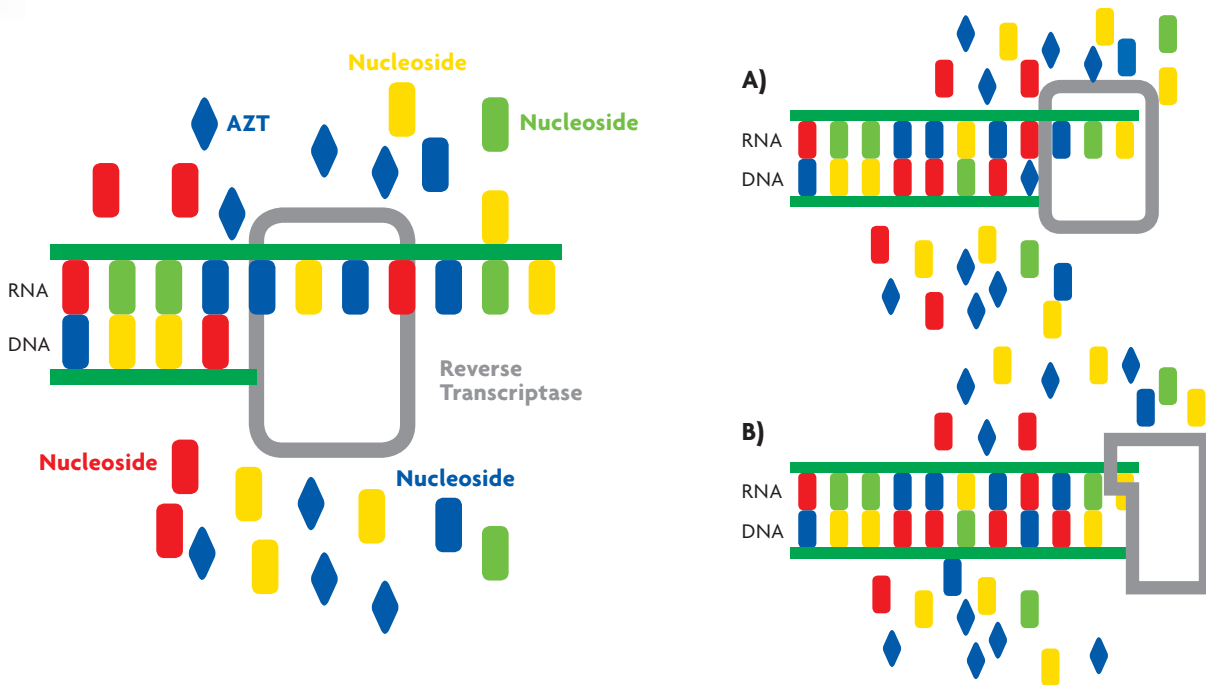 Nucleoside
AZT
Nucleoside
RNA
DNA
Reverse
Transcriptase
Nucleoside
Nucleoside
A)
RNA
DNA
B)
RNA
DNA